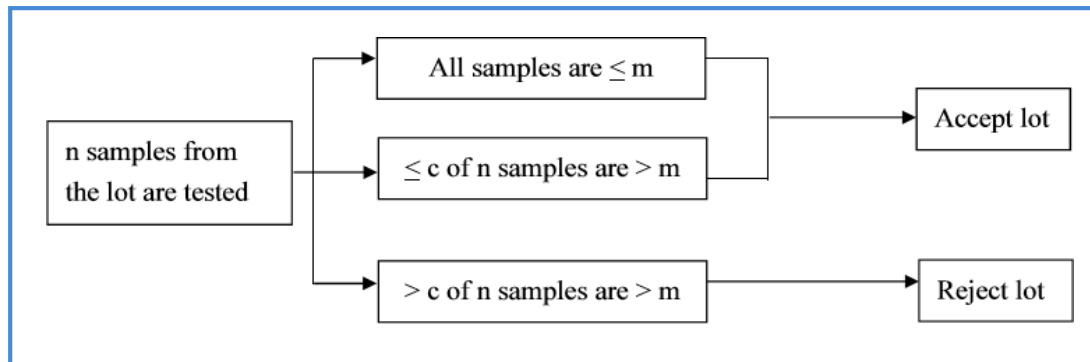 All samples are ≤ m
Accept lot
n samples from
the lot are tested
≤ c of n samples are > m
> c of n samples are > m
Reject lot